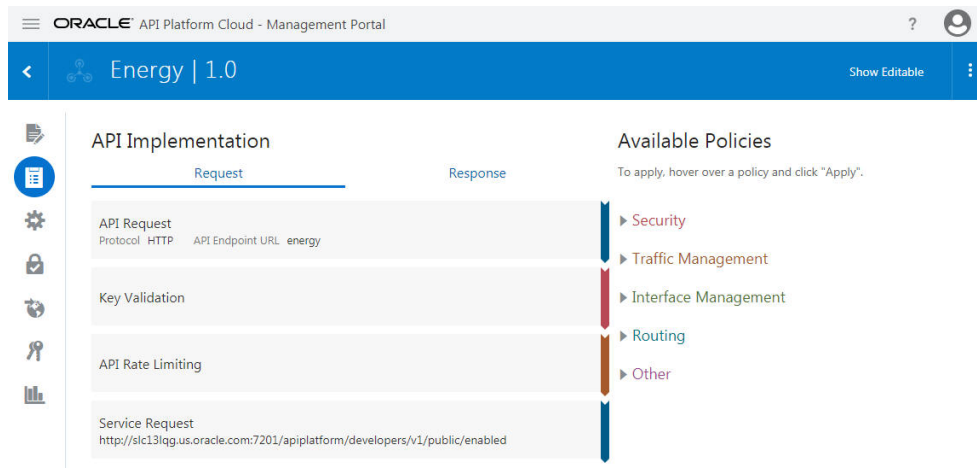 ORACLE® API Platform Cloud - Management Portal
?
Energy | 1.0
Show Editable
API Implementation
Request
Response
API Request
Protocol HTTP API Endpoint URL energy
Key Validation
API Rate Limiting
Service Request
http://slc13lqg.us.oracle.com:7201/apiplatform/developers/v1/public/enabled
Available Policies
To apply, hover over a policy and click "Apply".
Security
Traffic Management
Interface Management
Routing
Other